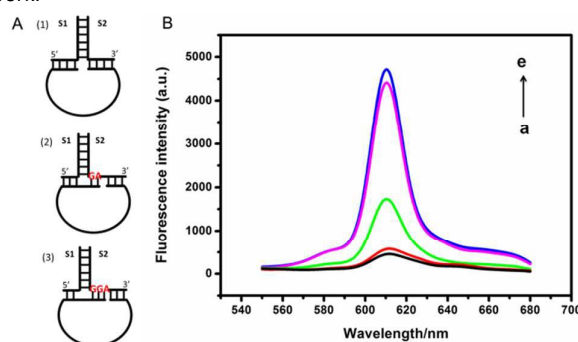 A
(1)
S1 S2
5' 3'
(2)
S1 S2
5' GA 3'
(3)
S1 S2
5' GGA 3'
B
Fluorescence intensity (a.u.)
5000
4000
3000
2000
1000
0
e
a
540 560 580 600 620 640 660 680 700
Wavelength/nm